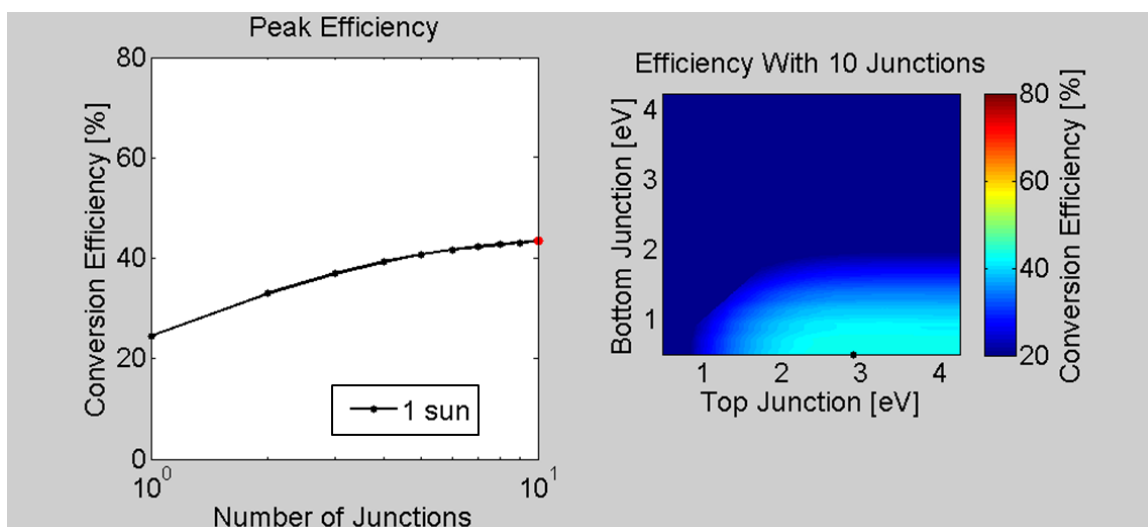 Peak Efficiency
80
60
40
20
0
Conversion Efficiency [%]
1 sun
10^0
10^1
Number of Junctions
Efficiency With 10 Junctions
4
3
2
1
Bottom Junction [eV]
1 2 3 4
Top Junction [eV]
80
60
40
20
Conversion Efficiency [%]